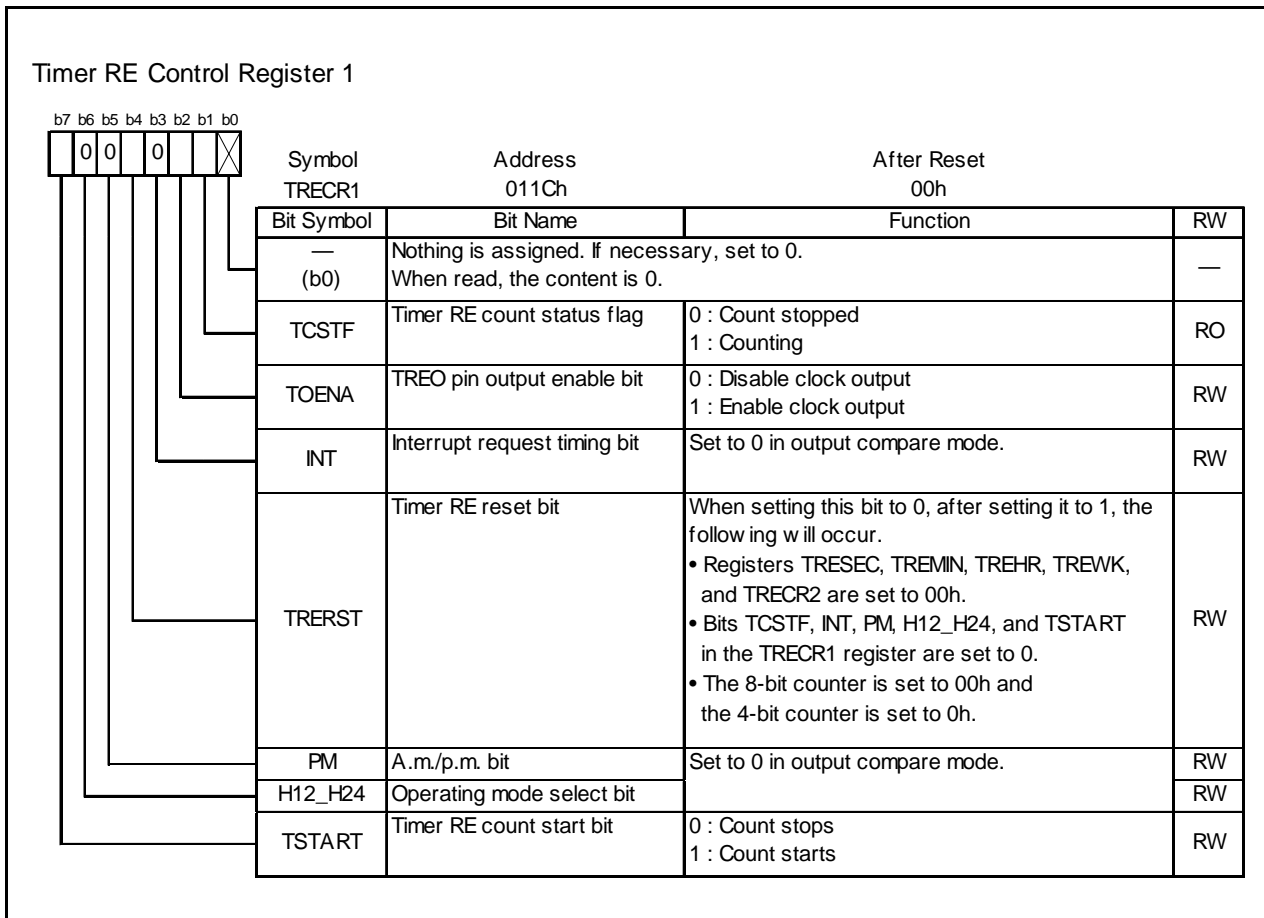 Timer RE Control Register 1
b7 b6 b5 b4 b3 b2 b1 b0
0 0 0
Symbol Address After Reset
TRECR1 011Ch 00h
Bit Symbol Bit Name Function RW
— Nothing is assigned. If necessary, set to 0. —
(b0) When read, the content is 0.
TCSTF Timer RE count status flag 0 : Count stopped RO
1 : Counting
TOENA TREO pin output enable bit 0 : Disable clock output RW
1 : Enable clock output
INT Interrupt request timing bit Set to 0 in output compare mode. RW
TRERST Timer RE reset bit When setting this bit to 0, after setting it to 1, the RW
following will occur.
• Registers TRESEC, TREMIN, TREHR, TREWK,
and TRECR2 are set to 00h.
• Bits TCSTF, INT, PM, H12_H24, and TSTART
in the TRECR1 register are set to 0.
• The 8-bit counter is set to 00h and
the 4-bit counter is set to 0h.
PM A.m./p.m. bit Set to 0 in output compare mode. RW
H12_H24 Operating mode select bit RW
TSTART Timer RE count start bit 0 : Count stops RW
1 : Count starts